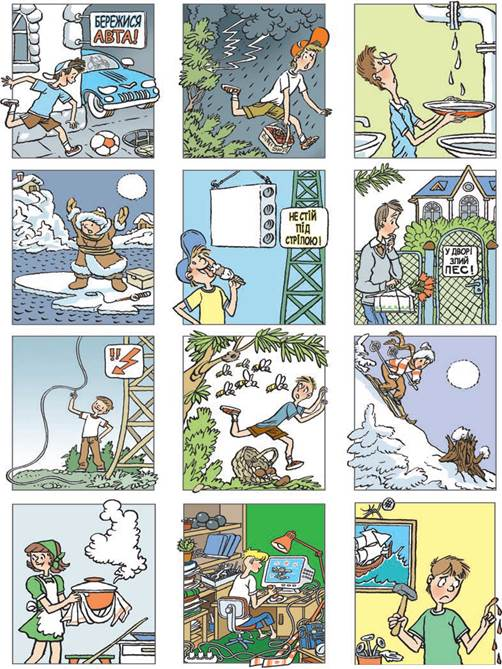 БЕРЕЖИСЯ
АВТА!
НЕ СТІЙ
ПІД
СТРІЛОЮ!
У ДВОРІ
ЗЛИЙ
ПЕС!
!!